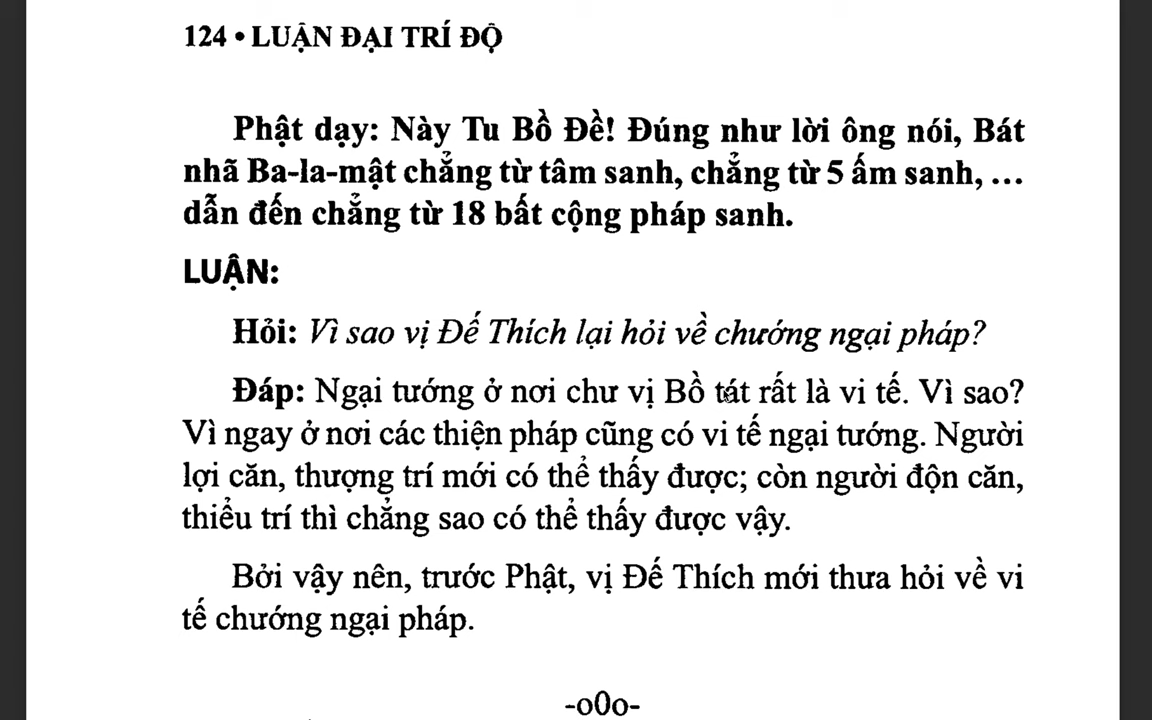 124 • LUẬN ĐẠI TRÍ ĐỘ
Phật dạy: Này Tu Bồ Đề! Đúng như lời ông nói, Bát
nhã Ba-la-mật chẳng từ tâm sanh, chẳng từ 5 ấm sanh, …
dẫn đến chẳng từ 18 bất cộng pháp sanh.
LUẬN:
Hỏi: Vì sao vị Đế Thích lại hỏi về chướng ngại pháp?
Đáp: Ngại tướng ở nơi chư vị Bồ tát rất là vi tế. Vì sao?
Vì ngay ở nơi các thiện pháp cũng có vi tế ngại tướng. Người
lợi căn, thượng trí mới có thể thấy được; còn người độn căn,
thiểu trí thì chẳng sao có thể thấy được vậy.
Bởi vậy nên, trước Phật, vị Đế Thích mới thưa hỏi về vi
tế chướng ngại pháp.
-o0o-